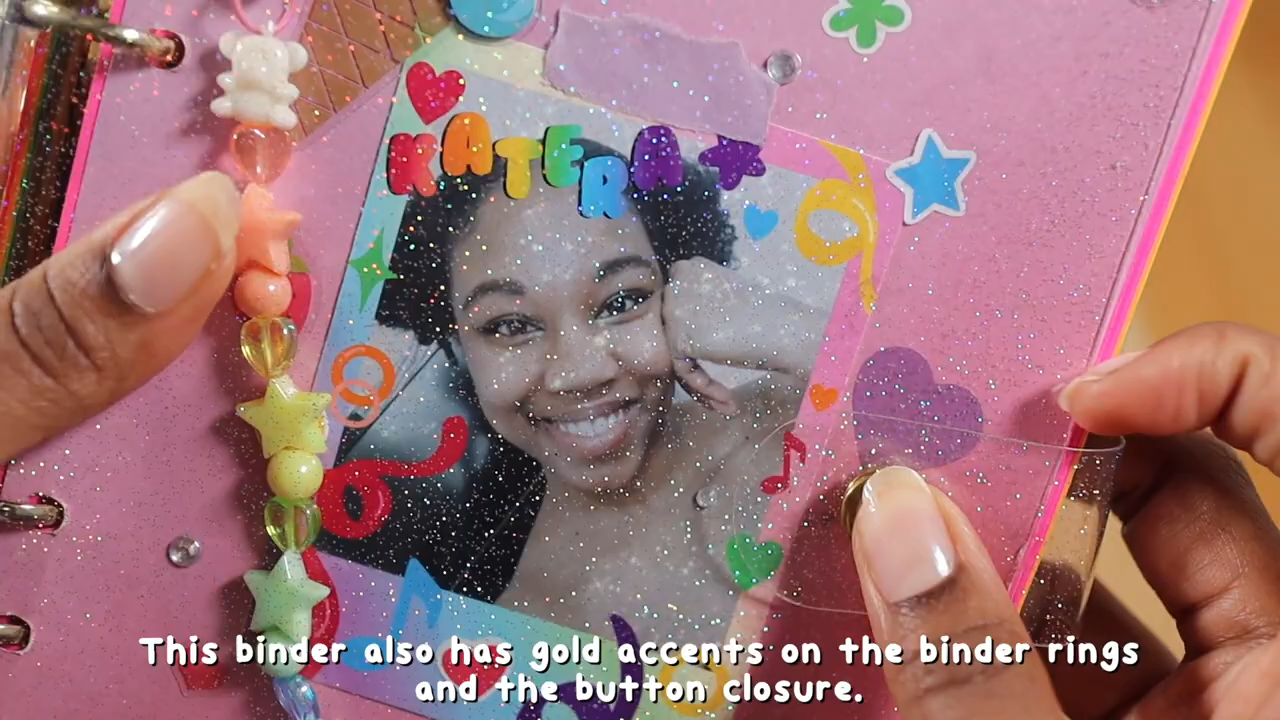 KATERA
This binder also has gold accents on the binder rings
and the button closure.